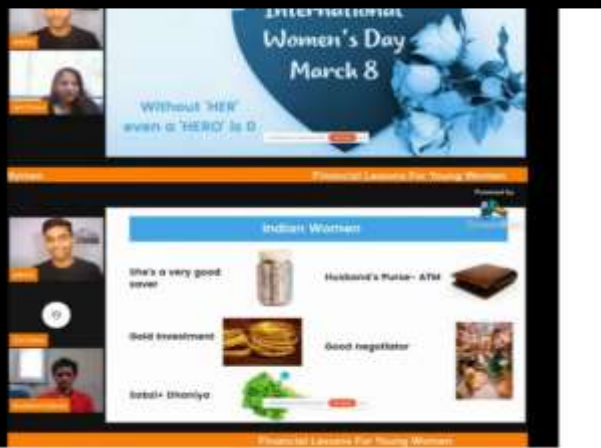 International
Women's Day
March 8
Without 'HER'
even a 'HERO' is 0
Women
Financial Lessons For Young Women
Powered by
Indian Women
She's a very good
saver
Husband's Purse- ATM
Gold Investment
Good negotiator
Sabzi+ Dhaniya
Financial Lessons For Young Women